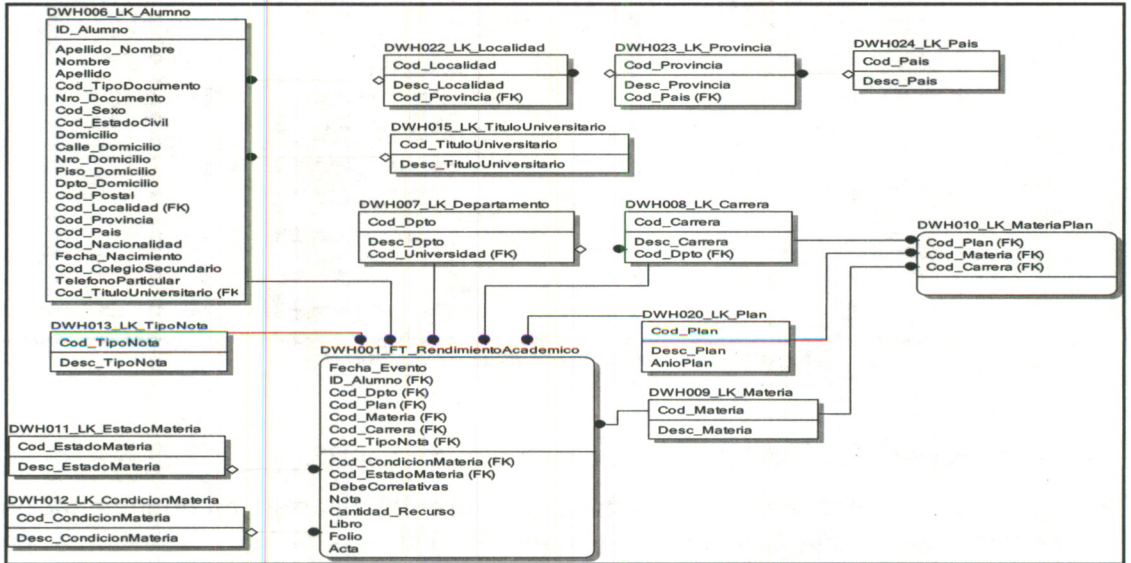 DWH006_LK_Alumno
ID_Alumno
Apellido_Nombre
Nombre
Apellido
Cod_TipoDocumento
Nro_Documento
Cod_Sexo
Cod_EstadoCivil
Domicilio
Calle_Domicilio
Nro_Domicilio
Piso_Domicilio
Dpto_Domicilio
Cod_Postal
Cod_Localidad (FK)
Cod_Provincia
Cod_Pais
Cod_Nacionalidad
Fecha_Nacimiento
Cod_ColegioSecundario
TelefonoParticular
Cod_TituloUniversitario (FK
DWH022_LK_Localidad
Cod_Localidad
Desc_Localidad
Cod_Provincia (FK)
DWH023_LK_Provincia
Cod_Provincia
Desc_Provincia
Cod_Pais (FK)
DWH024_LK_Pais
Cod_Pais
Desc_Pais
DWH015_LK_TituloUniversitario
Cod_TituloUniversitario
Desc_TituloUniversitario
DWH007_LK_Departamento
Cod_Dpto
Desc_Dpto
Cod_Universidad (FK)
DWH008_LK_Carrera
Cod_Carrera
Desc_Carrera
Cod_Dpto (FK)
DWH010_LK_MateriaPlan
Cod_Plan (FK)
Cod_Materia (FK)
Cod_Carrera (FK)
DWH013_LK_TipoNota
Cod_TipoNota
Desc_TipoNota
DWH020_LK_Plan
Cod_Plan
Desc_Plan
AnioPlan
DWH001_FT_RendimientoAcademico
Fecha_Evento
ID_Alumno (FK)
Cod_Dpto (FK)
Cod_Plan (FK)
Cod_Materia (FK)
Cod_Carrera (FK)
Cod_TipoNota (FK)
Cod_CondicionMateria (FK)
Cod_EstadoMateria (FK)
DebeCorrelativas
Nota
Cantidad_Recurso
Libro
Folio
Acta
DWH009_LK_Materia
Cod_Materia
Desc_Materia
DWH011_LK_EstadoMateria
Cod_EstadoMateria
Desc_EstadoMateria
DWH012_LK_CondicionMateria
Cod_CondicionMateria
Desc_CondicionMateria